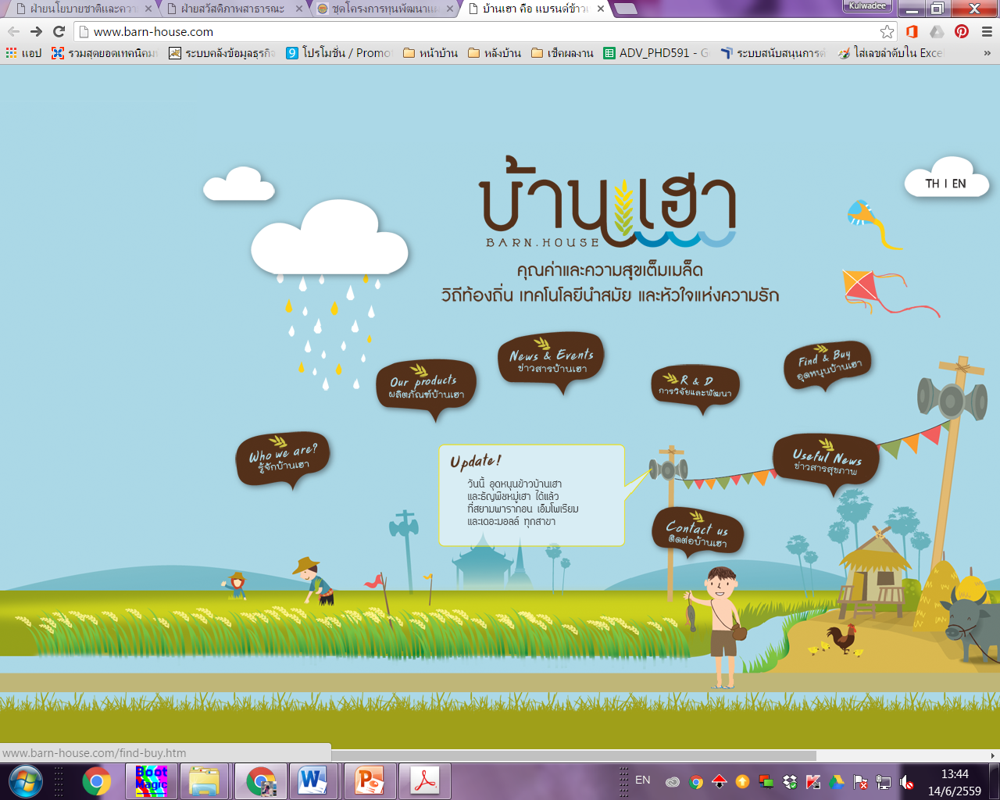 ฝ่ายนโยบายชาติและความ
ฝ่ายสวัสดิภาพสาธารณะ
ชุดโครงการทุนพัฒนาและ
บ้านเฮา คือ แบรนด์ข้าวเ
Kulwadee
www.barn-house.com
แอป
รวมสุดยอดเทคนิคมห
ระบบคลังข้อมูลธุรกิจ
โปรโมชั่น / Promo
หน้าบ้าน
หลังบ้าน
เช็คผลงาน
ADV_PHD591 - G
ระบบสนับสนุนการต
ใส่เลขลำดับใน Excel
»
บ้านเฮา
BARN.HOUSE
TH I EN
คุณค่าและความสุขเต็มเมล็ด
วิถีท้องถิ่น เทคโนโลยีนำสมัย และหัวใจแห่งความรัก
News & Events
ข่าวสารบ้านเฮา
Find & Buy
อุดหนุนบ้านเฮา
Our products
ผลิตภัณฑ์บ้านเฮา
R & D
การวิจัยและพัฒนา
Who we are?
รู้จักบ้านเฮา
Useful News
ข่าวสารสุขภาพ
Update!
วันนี้ อุดหนุนข้าวบ้านเฮา
และธัญพืชหมู่เฮา ได้แล้ว
ที่สยามพารากอน เอ็มโพเรียม
และเดอะมอลล์ ทุกสาขา
Contact us
ติดต่อบ้านเฮา
www.barn-house.com/find-buy.htm
Boot
Magic
EN
13:44
14/6/2559